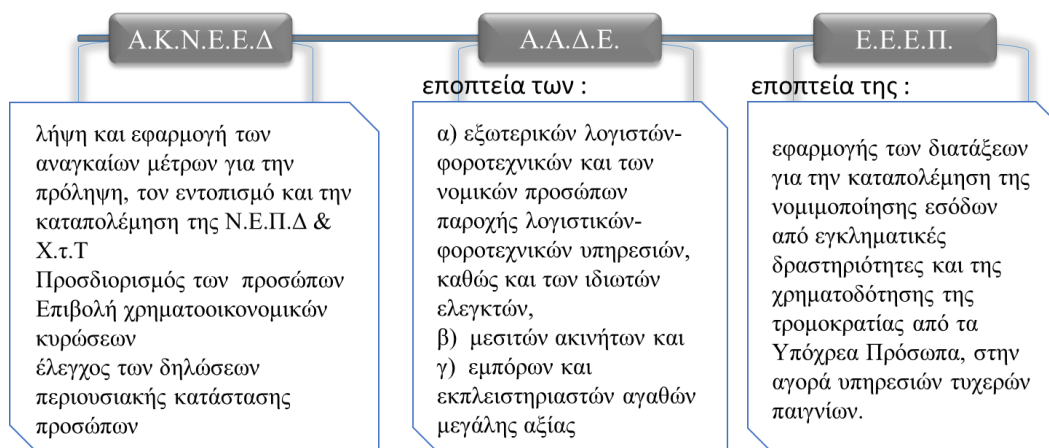 Α.Κ.Ν.Ε.Ε.Δ
λήψη και εφαρμογή των
αναγκαίων μέτρων για την
πρόληψη, τον εντοπισμό και την
καταπολέμηση της Ν.Ε.Π.Δ &
Χ.τ.Τ
Προσδιορισμός των προσώπων
Επιβολή χρηματοοικονομικών
κυρώσεων
έλεγχος των δηλώσεων
περιουσιακής κατάστασης
προσώπων
Α.Α.Δ.Ε.
εποπτεία των :
α) εξωτερικών λογιστών-
φοροτεχνικών και των
νομικών προσώπων
παροχής λογιστικών-
φοροτεχνικών υπηρεσιών,
καθώς και των ιδιωτών
ελεγκτών,
β) μεσιτών ακινήτων και
γ) εμπόρων και
εκπλειστηριαστών αγαθών
μεγάλης αξίας
Ε.Ε.Ε.Π.
εποπτεία της :
εφαρμογής των διατάξεων
για την καταπολέμηση της
νομιμοποίησης εσόδων
από εγκληματικές
δραστηριότητες και της
χρηματοδότησης της
τρομοκρατίας από τα
Υπόχρεα Πρόσωπα, στην
αγορά υπηρεσιών τυχερών
παιγνίων.